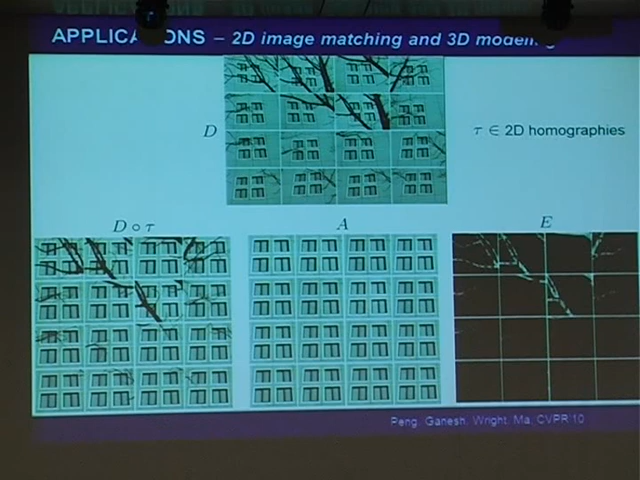 APPLICATIONS – 2D image matching and 3D modeling
D
τ ∈ 2D homographies
D ∘ τ
A
E
Peng, Ganesh, Wright, Ma, CVPR'10